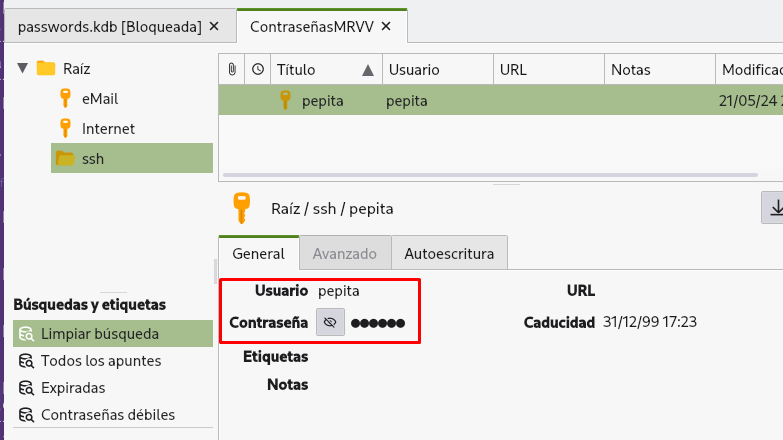 passwords.kdb [Bloqueada] ✕ ContraseñasMRVV ✕
Raíz
eMail
Internet
ssh
Título Usuario URL Notas Modificac
pepita pepita 21/05/24 2
Raíz / ssh / pepita
General Avanzado Autoescritura
Usuario pepita URL
Contraseña ●●●●●● Caducidad 31/12/99 17:23
Etiquetas
Notas
Búsquedas y etiquetas
Limpiar búsqueda
Todos los apuntes
Expiradas
Contraseñas débiles